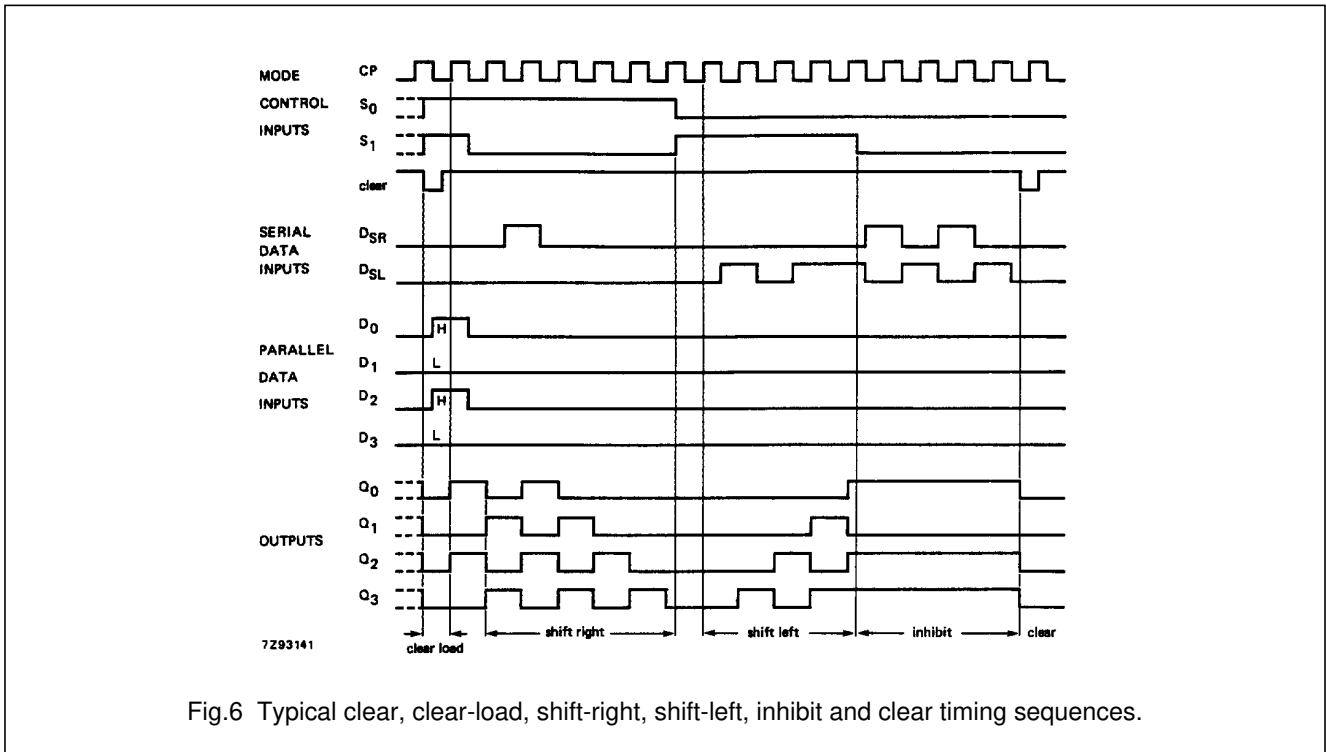 MODE
CP
CONTROL
S0
INPUTS
S1
clear
SERIAL
DSR
DATA
INPUTS
DSL
D0
H
PARALLEL
D1
L
DATA
D2
H
INPUTS
D3
L
Q0
Q1
OUTPUTS
Q2
Q3
shift right
shift left
inhibit
clear
7Z93141
clear load
Fig.6 Typical clear, clear-load, shift-right, shift-left, inhibit and clear timing sequences.